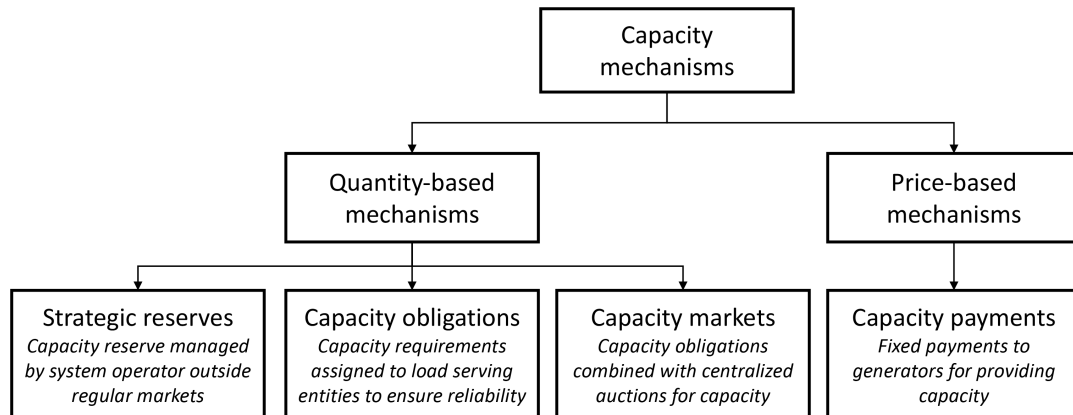 Capacity
mechanisms
Quantity-based
mechanisms
Price-based
mechanisms
Strategic reserves
Capacity reserve managed
by system operator outside
regular markets
Capacity obligations
Capacity requirements
assigned to load serving
entities to ensure reliability
Capacity markets
Capacity obligations
combined with centralized
auctions for capacity
Capacity payments
Fixed payments to
generators for providing
capacity